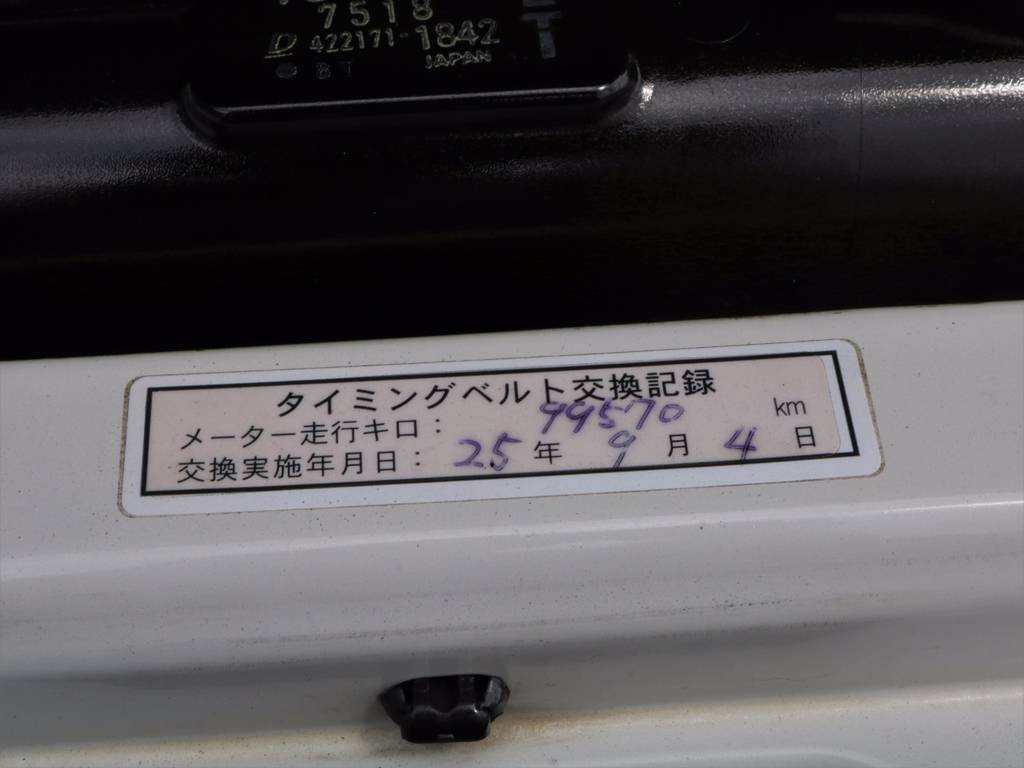 7518
D 422171-1842
8T JAPAN
タイミングベルト交換記録
メーター走行キロ： 99570 km
交換実施年月日： 25 年 9 月 4 日